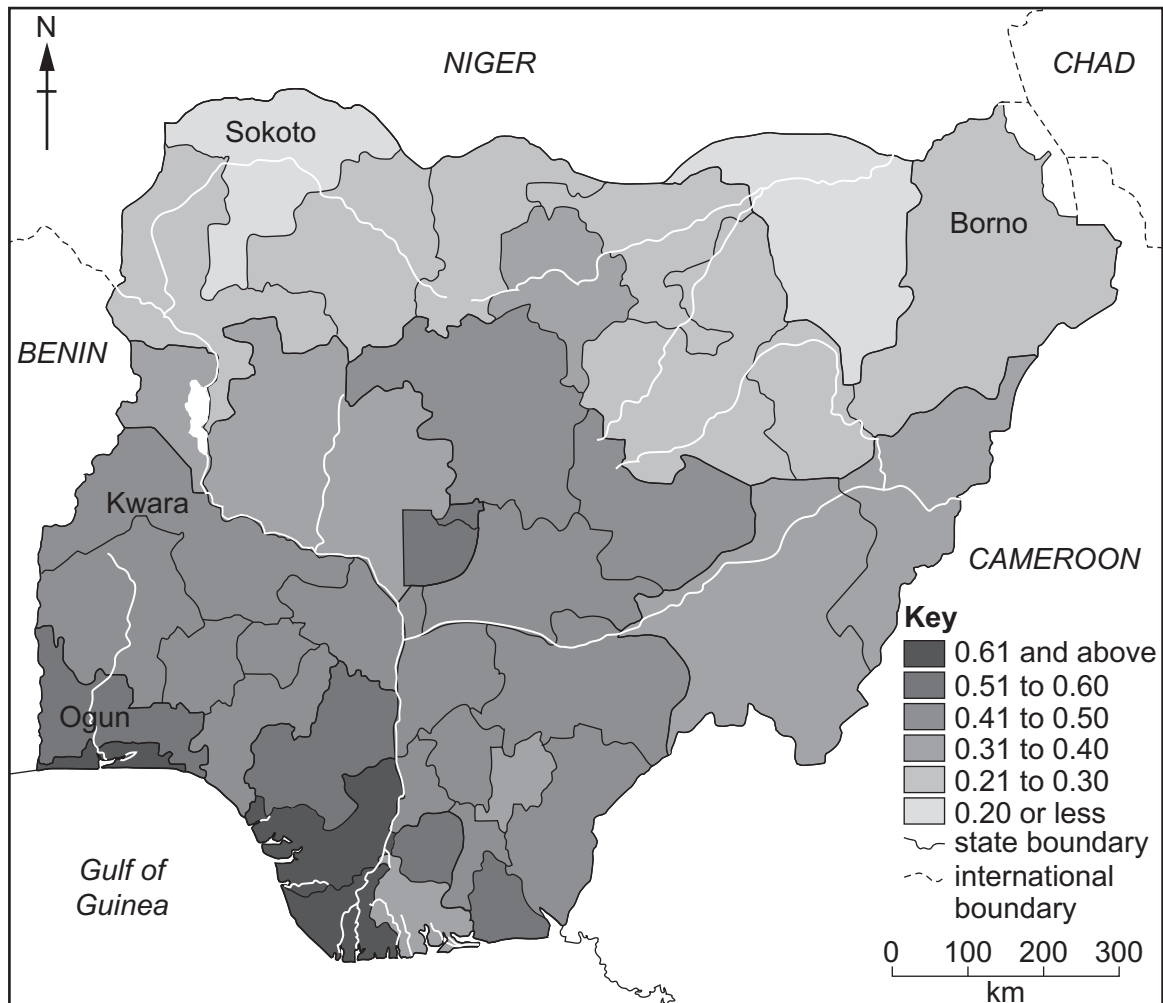 N
NIGER
CHAD
Sokoto
Borno
BENIN
Kwara
CAMEROON
Ogun
Gulf of
Guinea
Key
0.61 and above
0.51 to 0.60
0.41 to 0.50
0.31 to 0.40
0.21 to 0.30
0.20 or less
state boundary
international
boundary
0 100 200 300
km